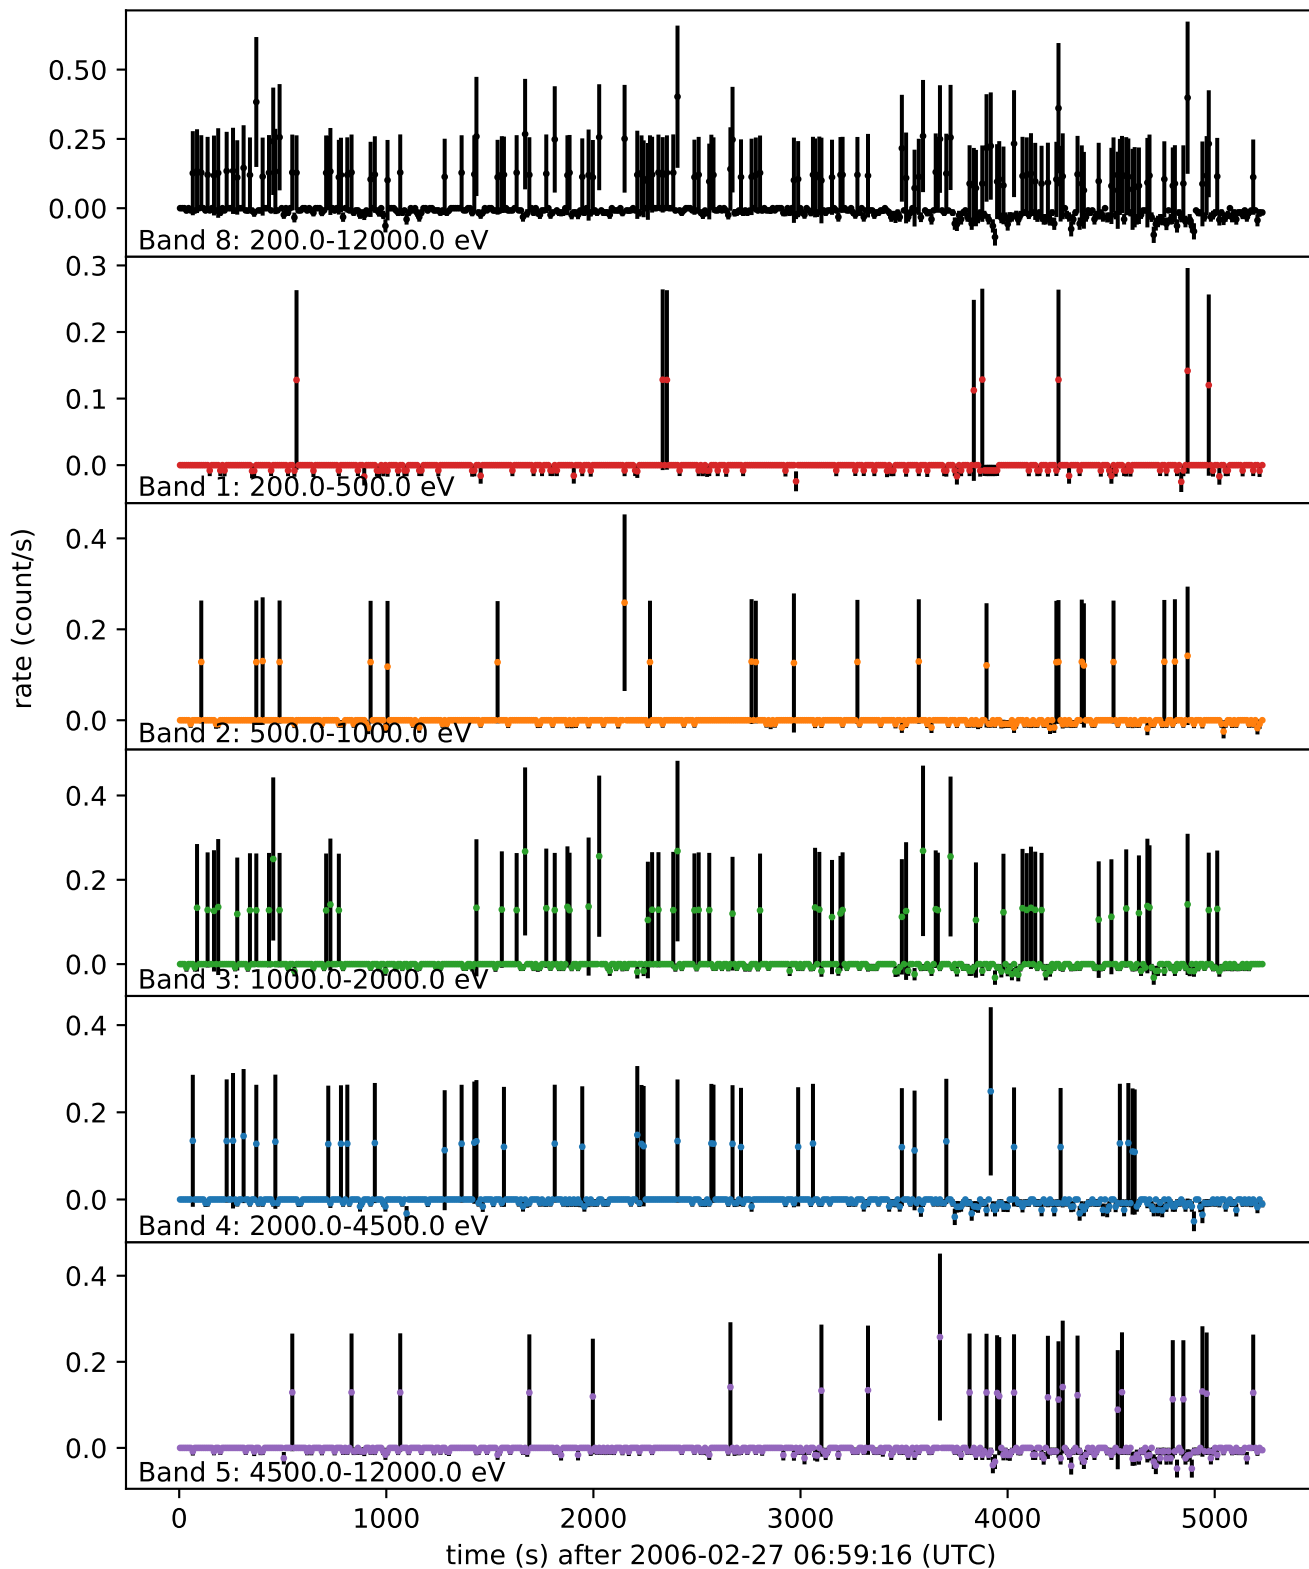 0.50
0.25
0.00
Band 8: 200.0-12000.0 eV
0.3
0.2
0.1
0.0
Band 1: 200.0-500.0 eV
rate (count/s)
0.4
0.2
0.0
Band 2: 500.0-1000.0 eV
0.4
0.2
0.0
Band 3: 1000.0-2000.0 eV
0.4
0.2
0.0
Band 4: 2000.0-4500.0 eV
0.4
0.2
0.0
Band 5: 4500.0-12000.0 eV
0 1000 2000 3000 4000 5000
time (s) after 2006-02-27 06:59:16 (UTC)